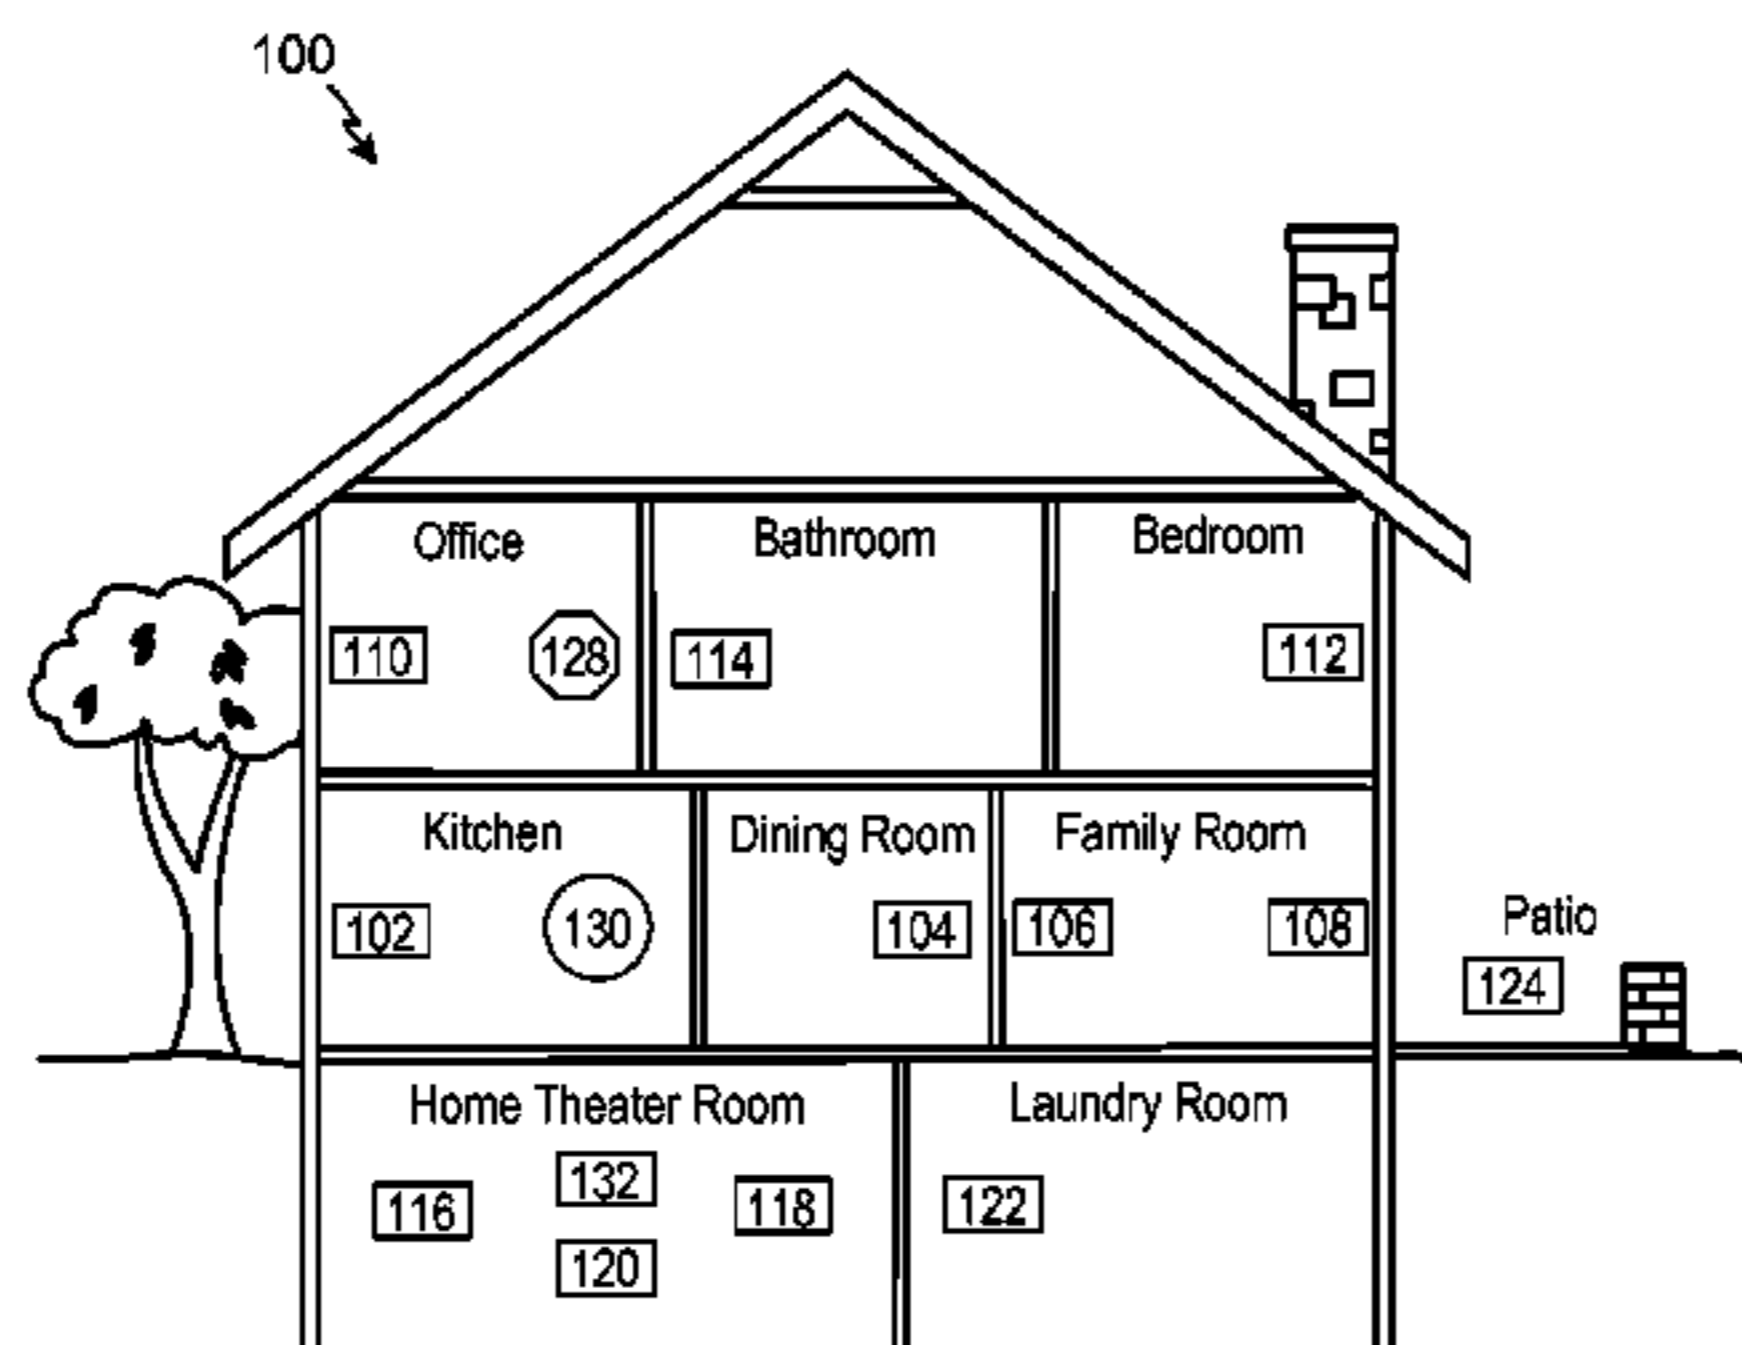 100
Office
Bathroom
Bedroom
110
128
114
112
Kitchen
Dining Room
Family Room
102
130
104
106
108
Patio
124
Home Theater Room
Laundry Room
116
132
118
122
120